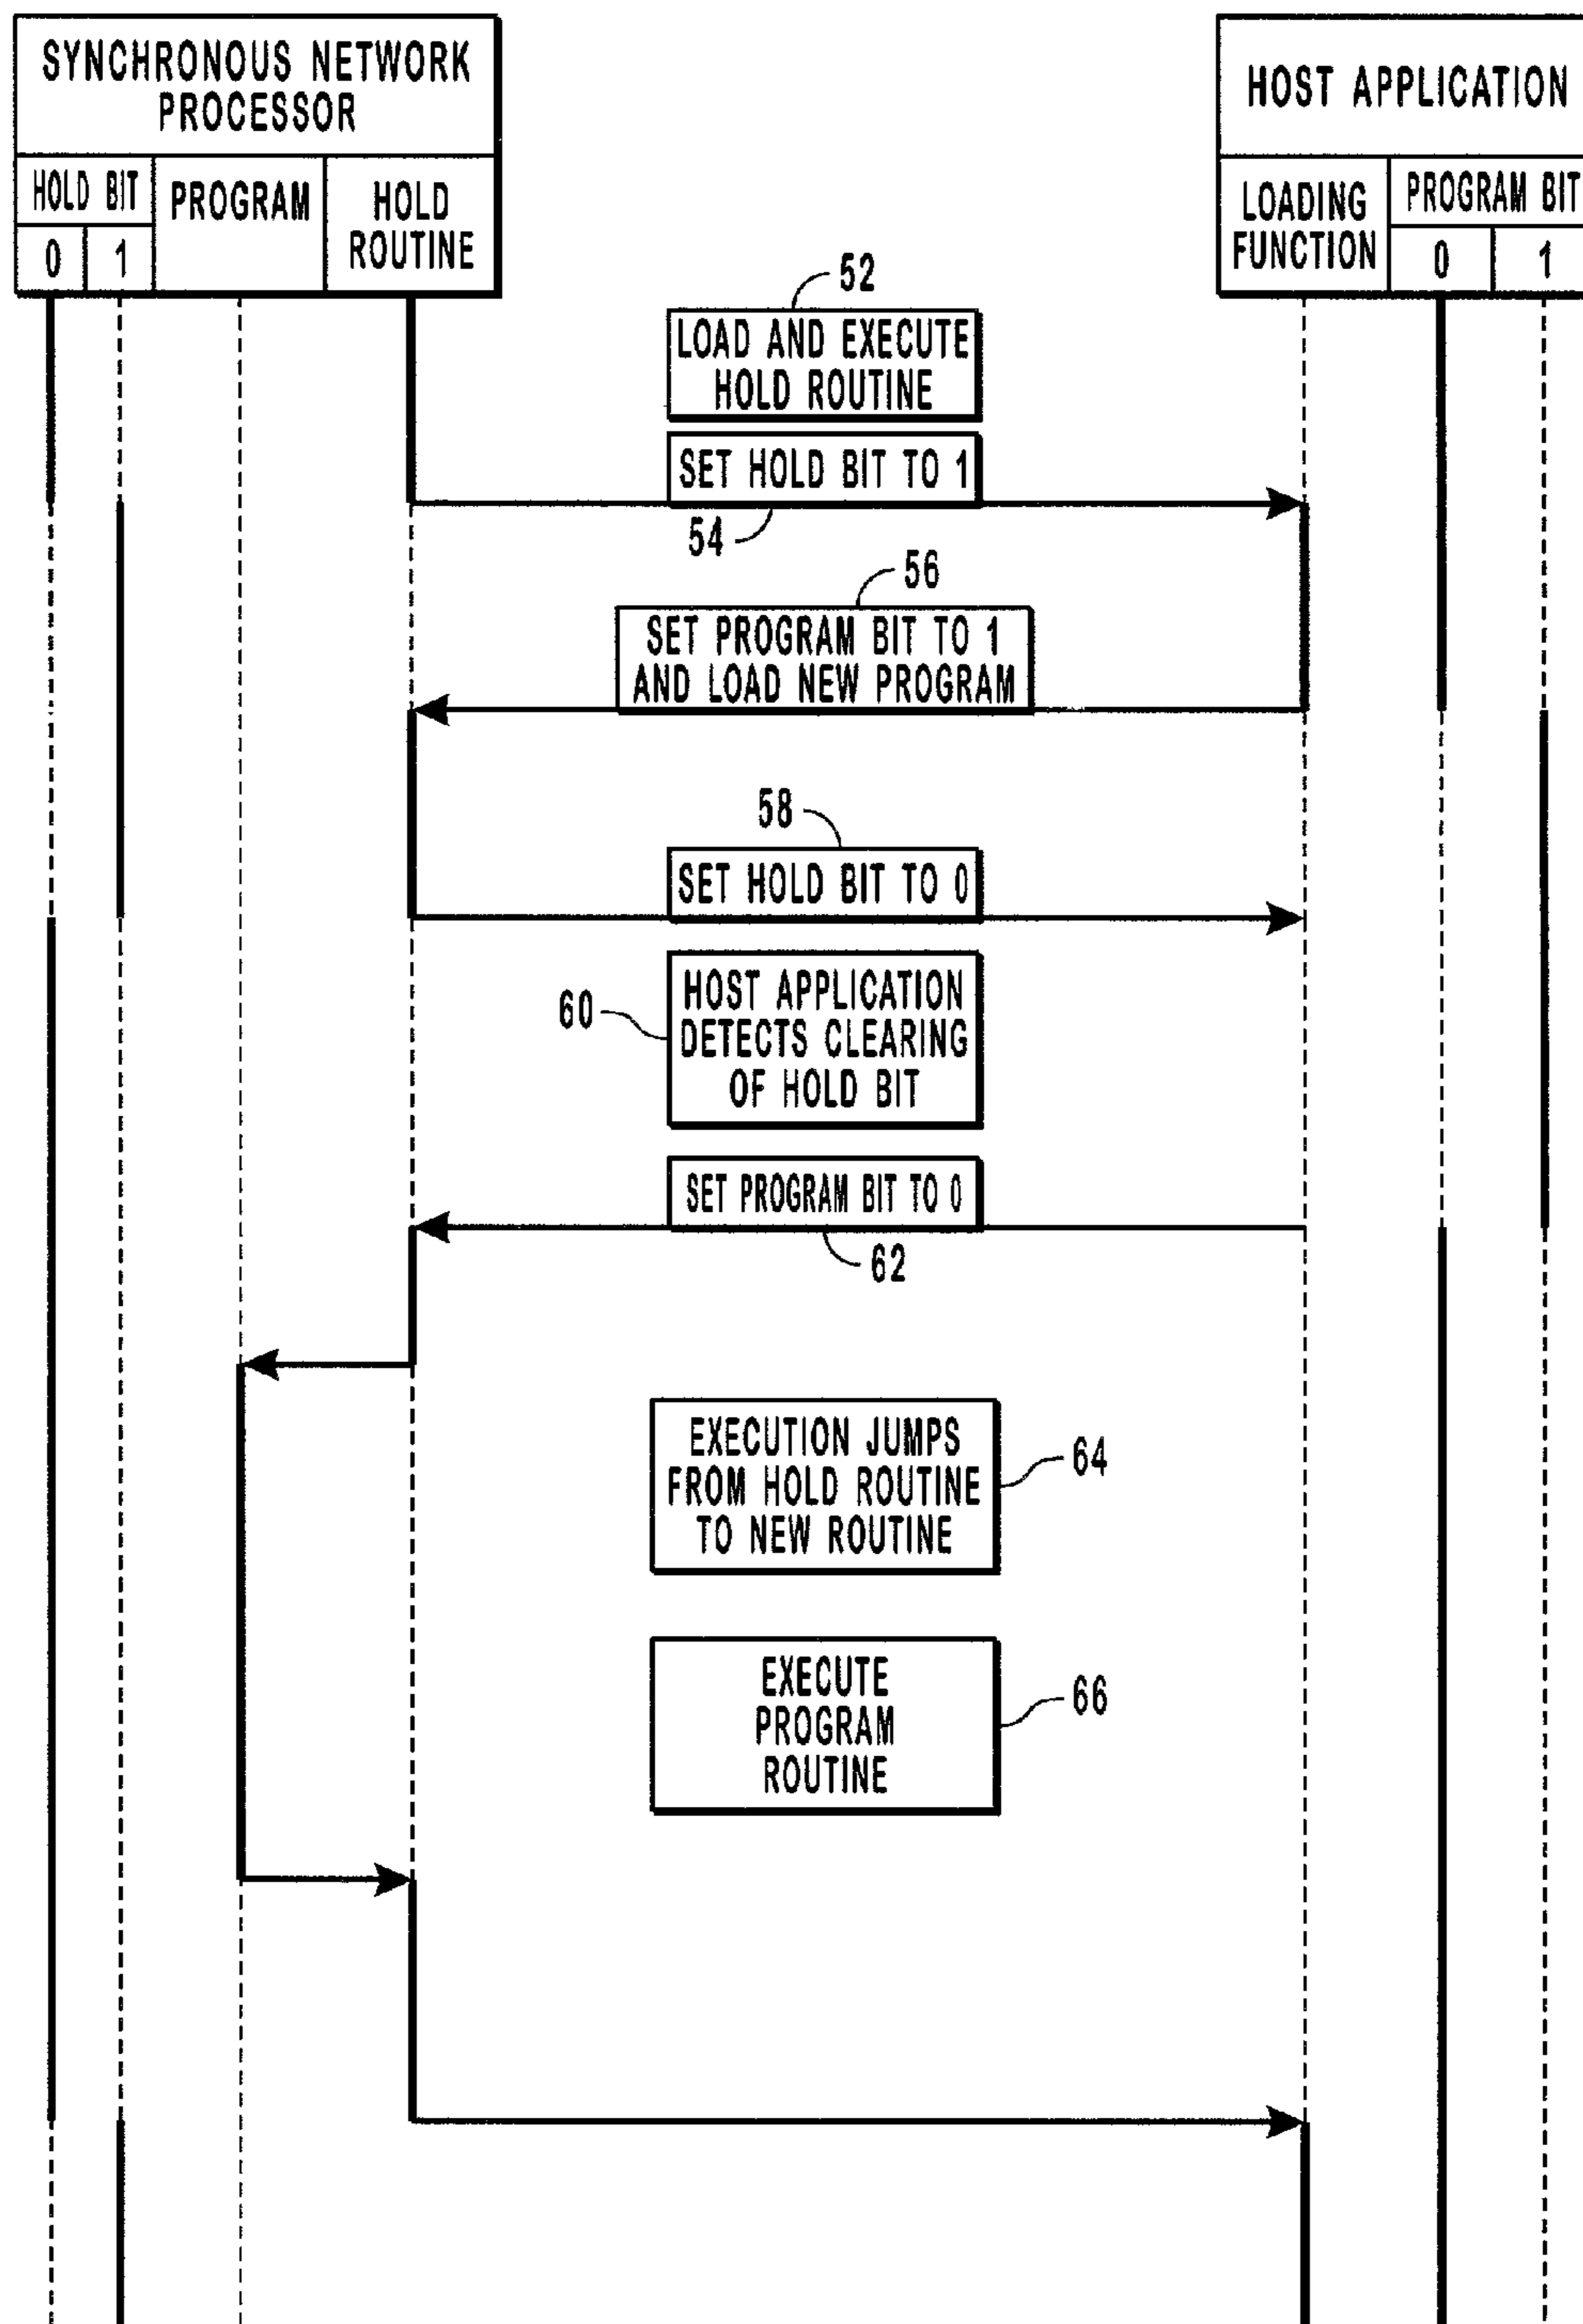 SYNCHRONOUS NETWORK
PROCESSOR
HOLD BIT
0
1
PROGRAM
HOLD
ROUTINE
HOST APPLICATION
LOADING
FUNCTION
PROGRAM BIT
0
1
52
LOAD AND EXECUTE
HOLD ROUTINE
SET HOLD BIT TO 1
54
56
SET PROGRAM BIT TO 1
AND LOAD NEW PROGRAM
58
SET HOLD BIT TO 0
60
HOST APPLICATION
DETECTS CLEARING
OF HOLD BIT
SET PROGRAM BIT TO 0
62
EXECUTION JUMPS
FROM HOLD ROUTINE
TO NEW ROUTINE
64
EXECUTE
PROGRAM
ROUTINE
66